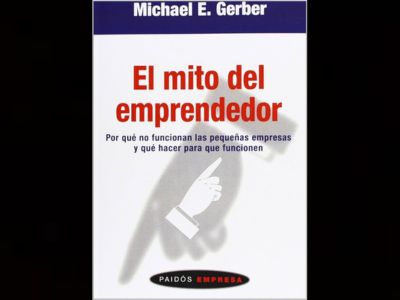 Michael E. Gerber
El mito del
emprendedor
Por qué no funcionan las pequeñas empresas
y qué hacer para que funcionen
PAIDÓS EMPRESA